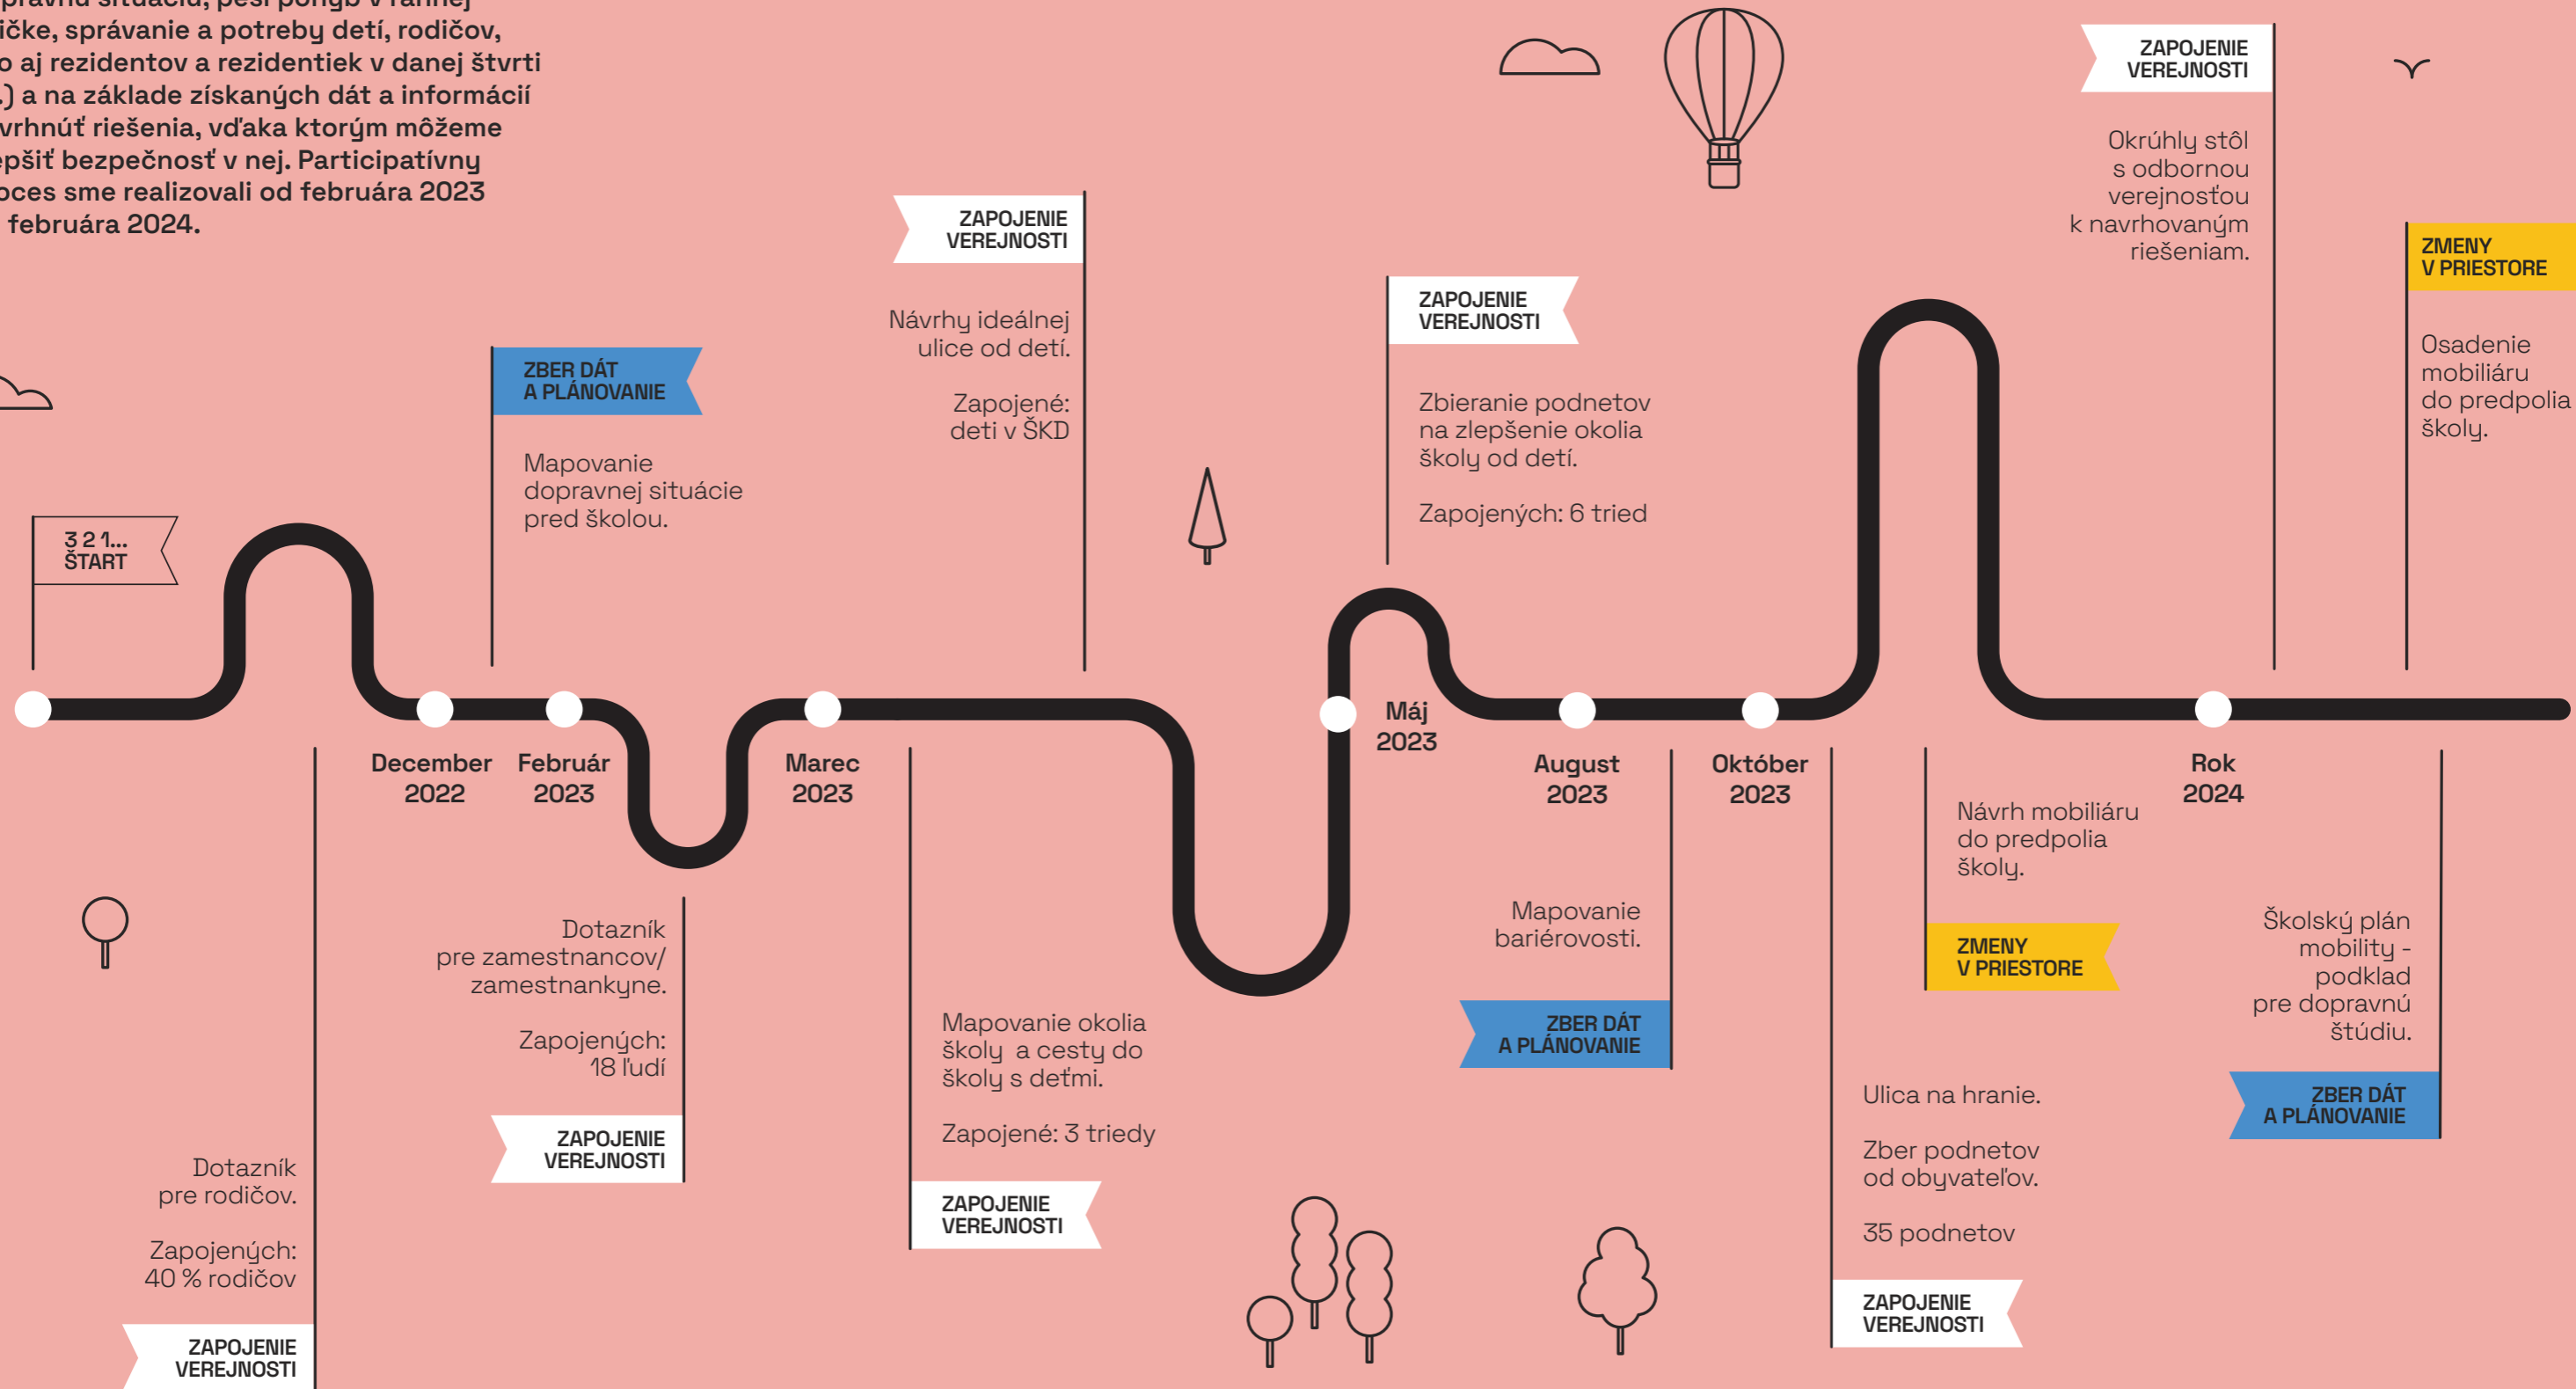 správanie a potreby detí, rodičov,
aj rezidentov a rezidentiek v danej štvrti
a na základe získaných dát a informácií
riešenia, vďaka ktorým môžeme
bezpečnosť v nej. Participatívny
sme realizovali od februára 2023
februára 2024.
3 2 1...
ŠTART
ZBER DÁT
A PLÁNOVANIE
Mapovanie
dopravnej situácie
pred školou.
ZAPOJENIE
VEREJNOSTI
Návrhy ideálnej
ulice od detí.
Zapojené:
deti v ŠKD
ZAPOJENIE
VEREJNOSTI
Zbieranie podnetov
na zlepšenie okolia
školy od detí.
Zapojených: 6 tried
ZAPOJENIE
VEREJNOSTI
Okrúhly stôl
s odbornou
verejnosťou
k navrhovaným
riešeniam.
ZMENY
V PRIESTORE
Osadenie
mobiliáru
do predpolia
školy.
December
2022
Február
2023
Marec
2023
Máj
2023
August
2023
Október
2023
Rok
2024
Dotazník
pre rodičov.
Zapojených:
40 % rodičov
ZAPOJENIE
VEREJNOSTI
Dotazník
pre zamestnancov/
zamestnankyne.
Zapojených:
18 ľudí
ZAPOJENIE
VEREJNOSTI
Mapovanie okolia
školy a cesty do
školy s deťmi.
Zapojené: 3 triedy
ZAPOJENIE
VEREJNOSTI
Mapovanie
bariérovosti.
ZBER DÁT
A PLÁNOVANIE
Ulica na hranie.
Zber podnetov
od obyvateľov.
35 podnetov
ZAPOJENIE
VEREJNOSTI
Návrh mobiliáru
do predpolia
školy.
ZMENY
V PRIESTORE
Školský plán
mobility -
podklad
pre dopravnú
štúdiu.
ZBER DÁT
A PLÁNOVANIE